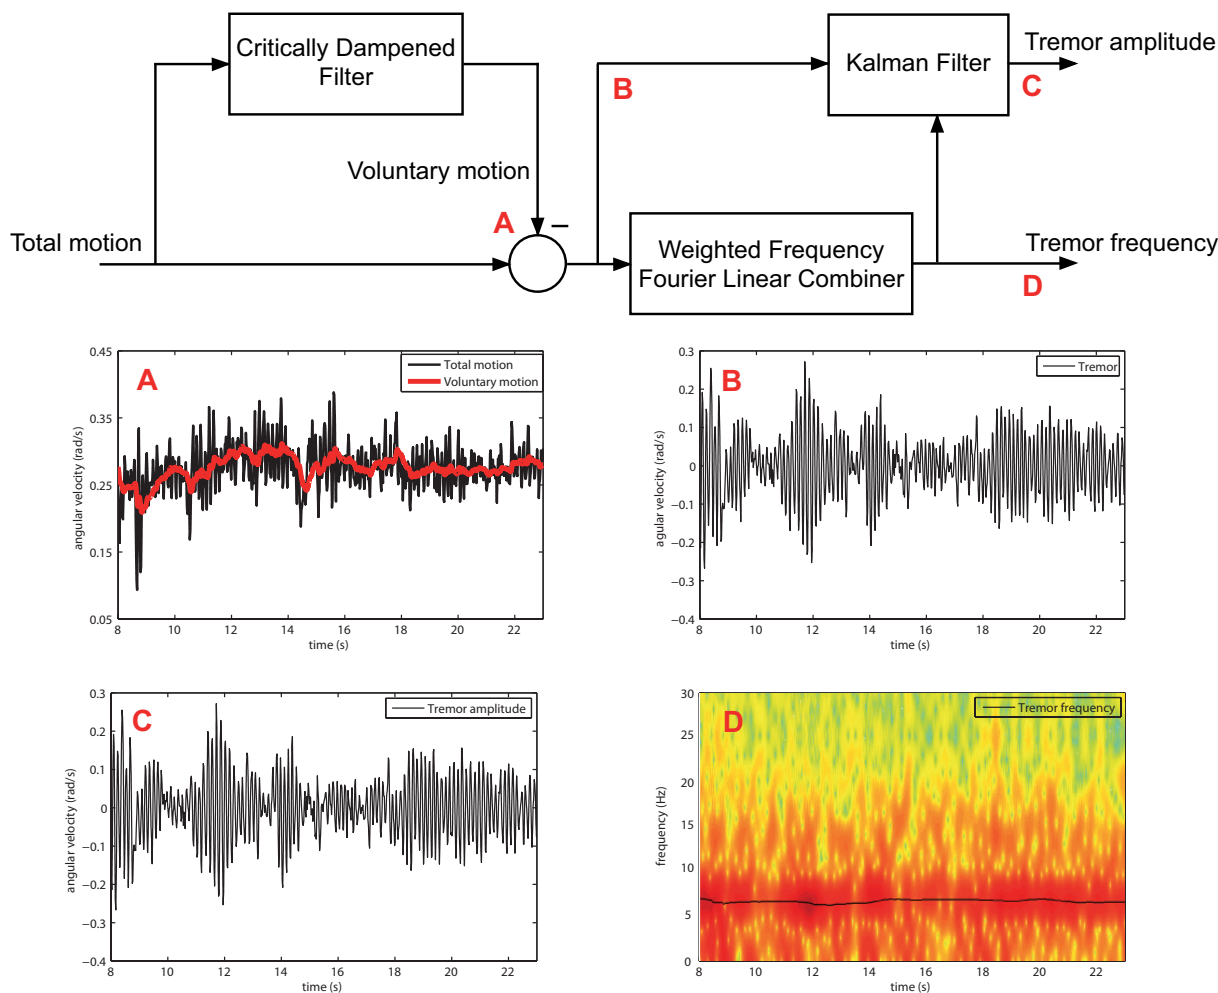 Critically Dampened
Filter
Kalman Filter
Tremor amplitude
B
C
Voluntary motion
A
−
Total motion
Weighted Frequency
Fourier Linear Combiner
Tremor frequency
D
A
Total motion
Voluntary motion
0.45
0.35
0.25
0.15
0.05
angular velocity (rad/s)
8 10 12 14 16 18 20 22
time (s)
B
Tremor
0.3
0.2
0.1
0
−0.1
−0.2
−0.3
−0.4
agular velocity (rad/s)
8 10 12 14 16 18 20 22
time (s)
C
Tremor amplitude
0.3
0.2
0.1
0
−0.1
−0.2
−0.3
−0.4
angular velocity (rad/s)
8 10 12 14 16 18 20 22
time (s)
D
Tremor frequency
30
25
20
15
10
5
0
frequency (Hz)
8 10 12 14 16 18 20 22
time (s)